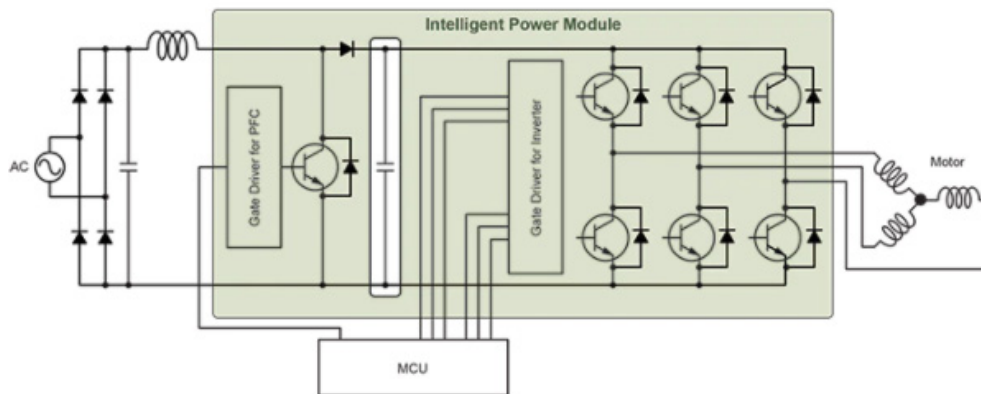 Intelligent Power Module
AC
Gate Driver for PFC
Gate Driver for Inverter
Motor
MCU